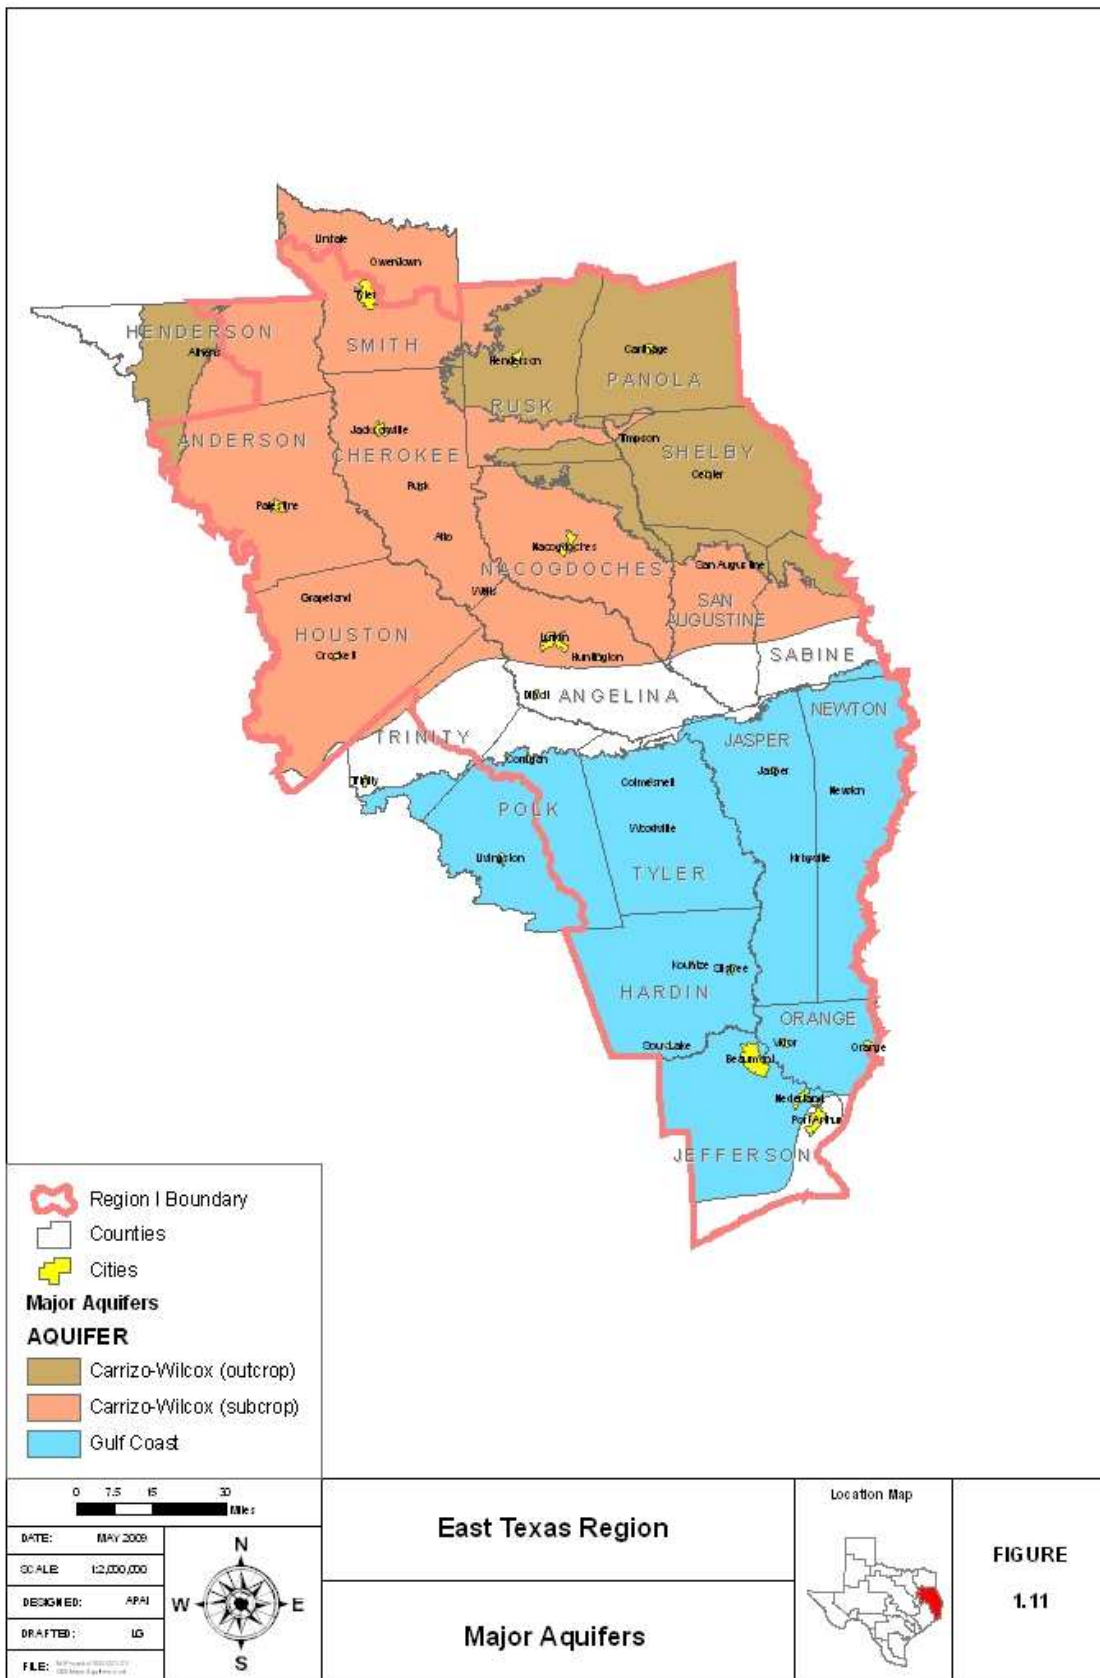 Lindale
Owentown
Tyler
HENDERSON
Athens
SMITH
Henderson
Carthage
PANOLA
RUSK
ANDERSON
Jacksonville
CHEROKEE
Timpson
SHELBY
Center
Rusk
Palestine
Alto
Nacogdoches
NACOGDOCHES
San Augustine
Wells
Grapeland
SAN
AUGUSTINE
HOUSTON
Lufkin
Crockett
Huntington
SABINE
Diboll
ANGELINA
NEWTON
TRINITY
JASPER
Corrigan
Trinity
Colmesneil
Jasper
Newton
POLK
Woodville
Livingston
Kirbyville
TYLER
Kountze
Silsbee
HARDIN
ORANGE
Sour Lake
Vidor
Orange
Beaumont
Nederland
Port Arthur
JEFFERSON
Region I Boundary
Counties
Cities
Major Aquifers
AQUIFER
Carrizo-Wilcox (outcrop)
Carrizo-Wilcox (subcrop)
Gulf Coast
0 7.5 15 30
Miles
DATE: MAY 2009
SCALE: 1:2,000,000
DESIGNED: APAI
DRAFTED: LG
FILE:
N
W E
S
East Texas Region
Major Aquifers
Location Map
FIGURE
1.11